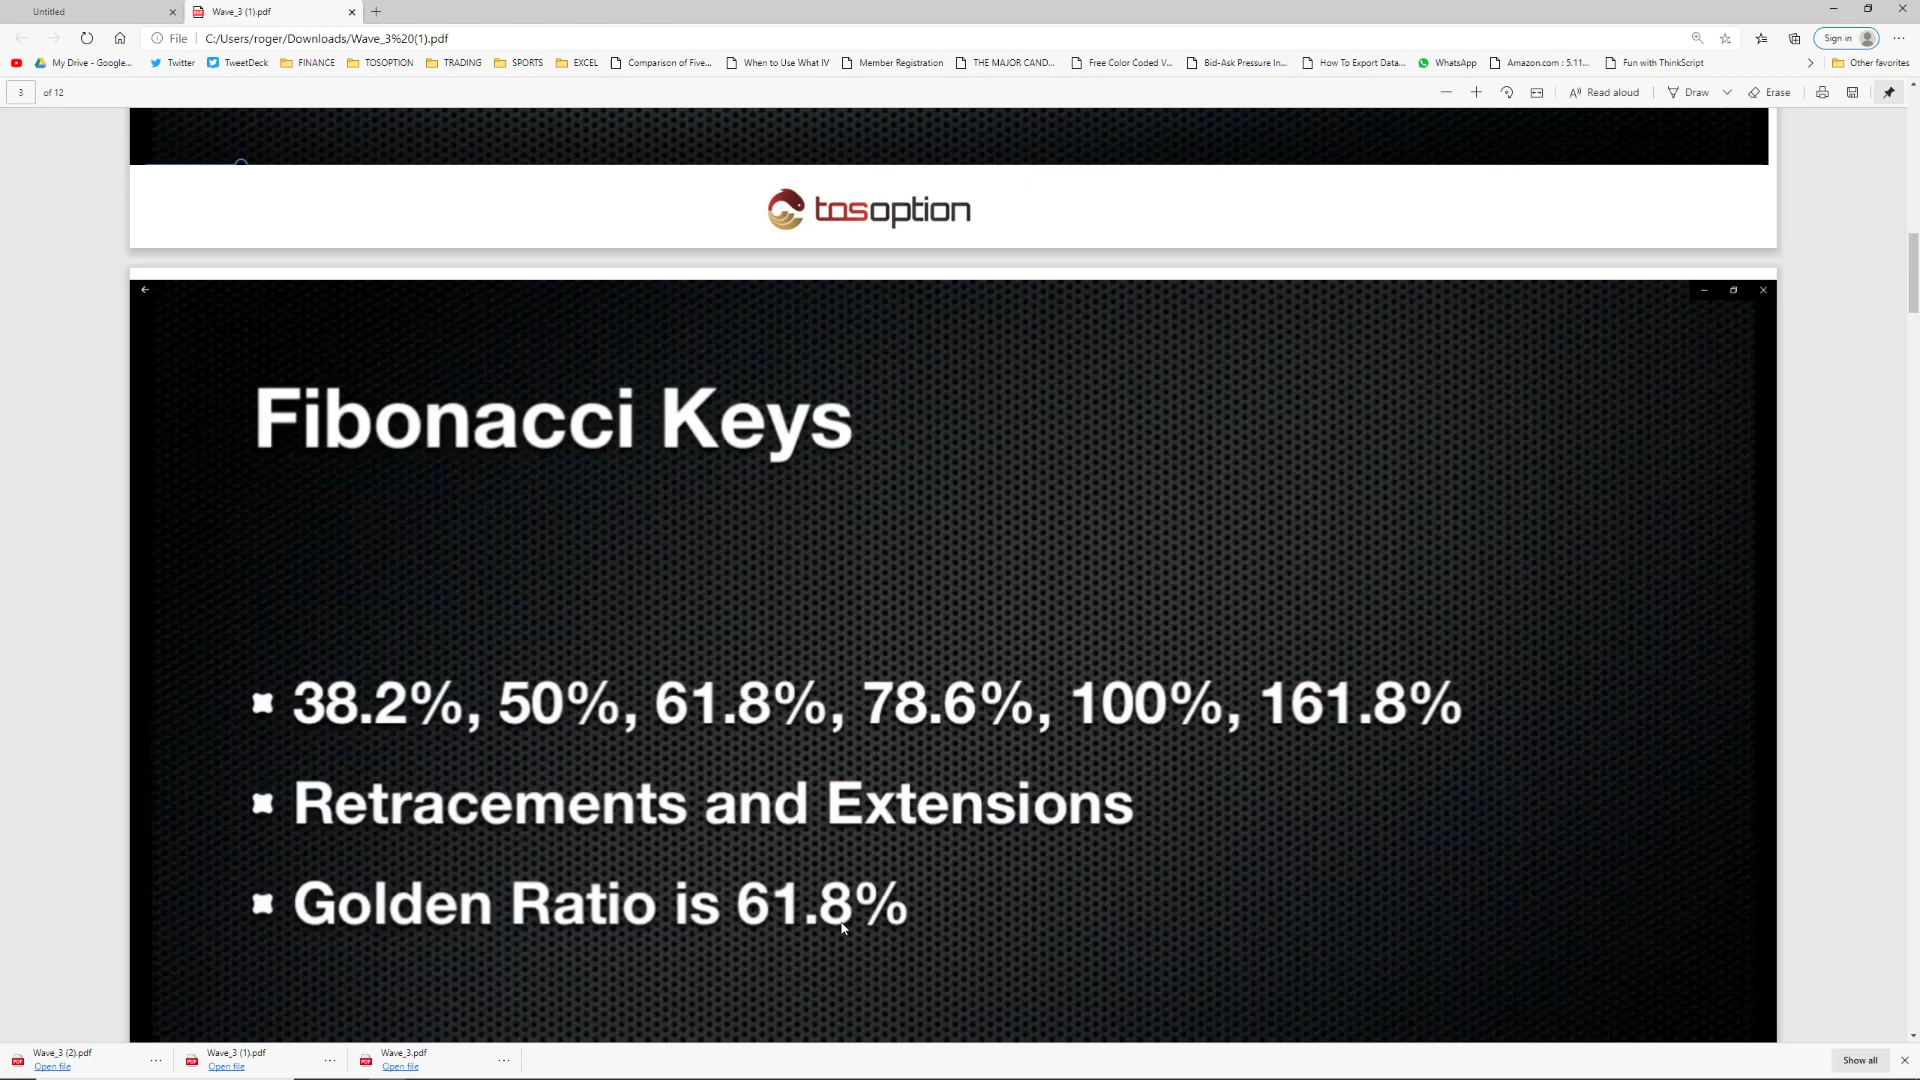 Untitled
Wave_3 (1).pdf
File
C:/Users/roger/Downloads/Wave_3%20(1).pdf
Sign in
My Drive - Google...
Twitter
TweetDeck
FINANCE
TOSOPTION
TRADING
SPORTS
EXCEL
Comparison of Five...
When to Use What IV
Member Registration
THE MAJOR CAND...
Free Color Coded V...
Bid-Ask Pressure In...
How To Export Data...
WhatsApp
Amazon.com : 5.11...
Fun with ThinkScript
Other favorites
3 of 12
Read aloud
Draw
Erase
tosoption
Fibonacci Keys
38.2%, 50%, 61.8%, 78.6%, 100%, 161.8%
Retracements and Extensions
Golden Ratio is 61.8%
Wave_3 (2).pdf
Open file
Wave_3 (1).pdf
Open file
Wave_3.pdf
Open file
Show all